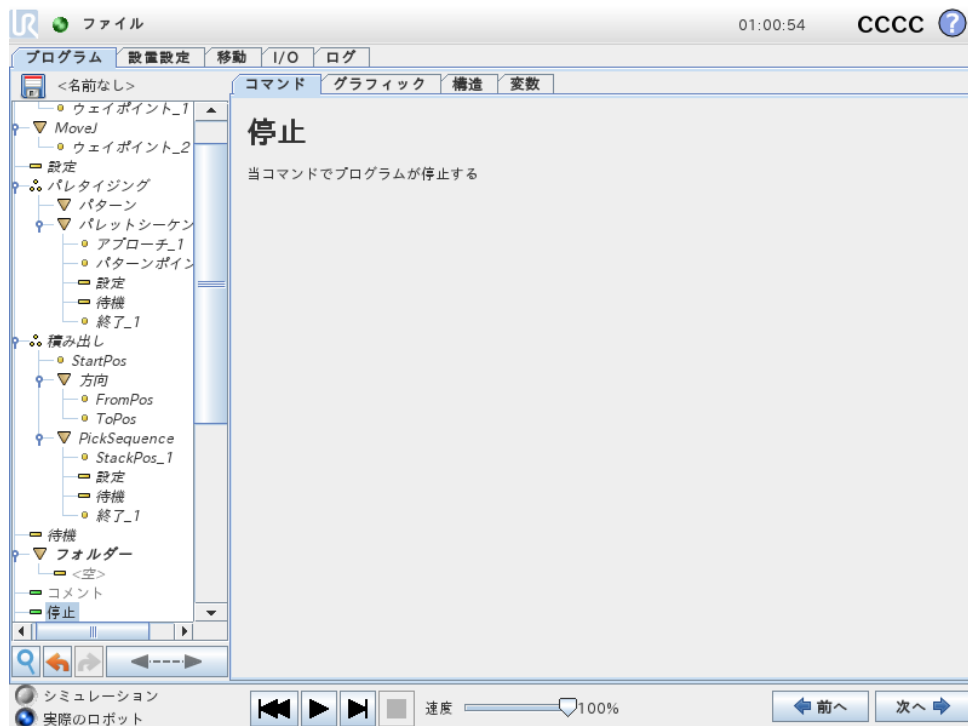 UR ファイル 01:00:54 CCCC ?
プログラム 設置設定 移動 I/O ログ
<名前なし>
コマンド グラフィック 構造 変数
ウェイポイント_1
MoveJ
ウェイポイント_2
設定
パレタイジング
パターン
パレットシーケン
アプローチ_1
パターンポイン
設定
待機
終了_1
積み出し
StartPos
方向
FromPos
ToPos
PickSequence
StackPos_1
設定
待機
終了_1
待機
フォルダー
<空>
コメント
停止
停止
当コマンドでプログラムが停止する
シミュレーション
実際のロボット
速度 100%
前へ 次へ